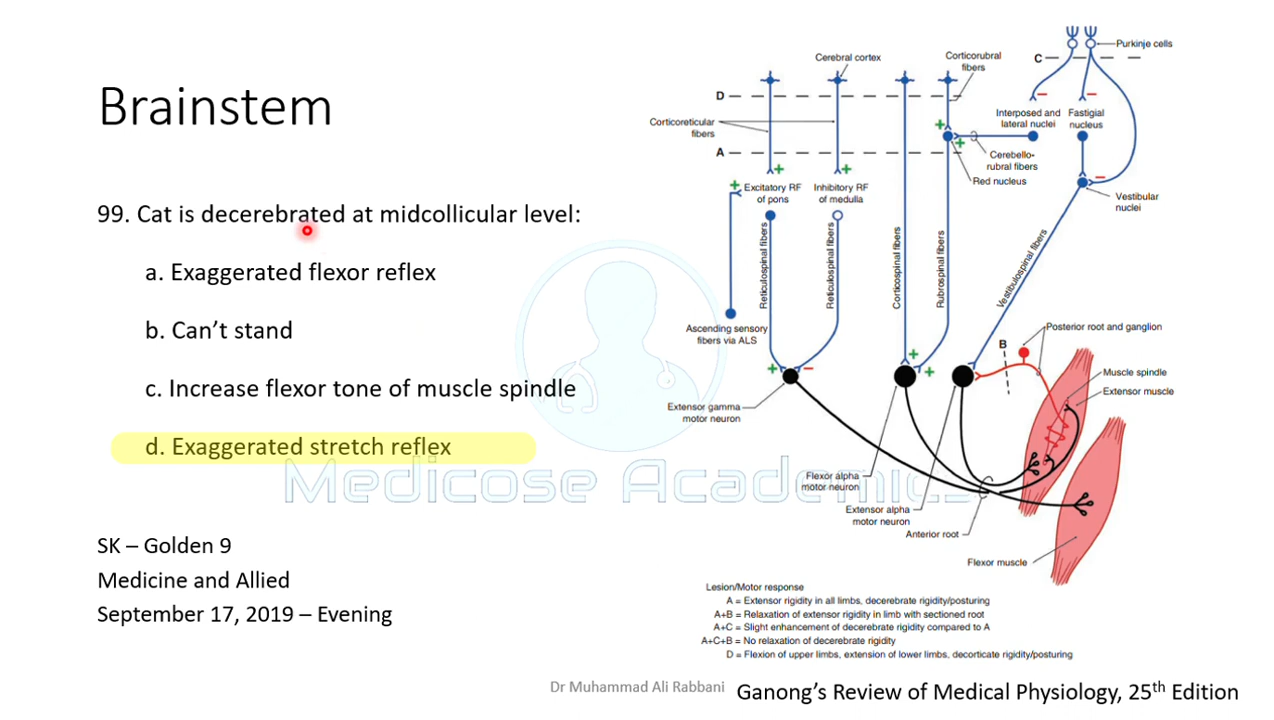 Brainstem
99. Cat is decerebrated at midcollicular level:
a. Exaggerated flexor reflex
b. Can’t stand
c. Increase flexor tone of muscle spindle
d. Exaggerated stretch reflex
SK – Golden 9
Medicine and Allied
September 17, 2019 – Evening
Medicose Academics
Purkinje cells
C
Cerebral cortex
Corticorubral
fibers
D
Corticoreticular
fibers
Interposed and
lateral nuclei
Fastigial
nucleus
A
Cerebello-
rubral fibers
Red nucleus
Excitatory RF
of pons
Inhibitory RF
of medulla
Vestibular
nuclei
Reticulospinal fibers
Reticulospinal fibers
Corticospinal fibers
Rubrospinal fibers
Vestibulospinal fibers
Ascending sensory
fibers via ALS
Posterior root and ganglion
B
Muscle spindle
Extensor muscle
Extensor gamma
motor neuron
Flexor alpha
motor neuron
Extensor alpha
motor neuron
Anterior root
Flexor muscle
Lesion/Motor response
A = Extensor rigidity in all limbs, decerebrate rigidity/posturing
A+B = Relaxation of extensor rigidity in limb with sectioned root
A+C = Slight enhancement of decerebrate rigidity compared to A
A+C+B = No relaxation of decerebrate rigidity
D = Flexion of upper limbs, extension of lower limbs, decorticate rigidity/posturing
Dr Muhammad Ali Rabbani
Ganong’s Review of Medical Physiology, 25th Edition